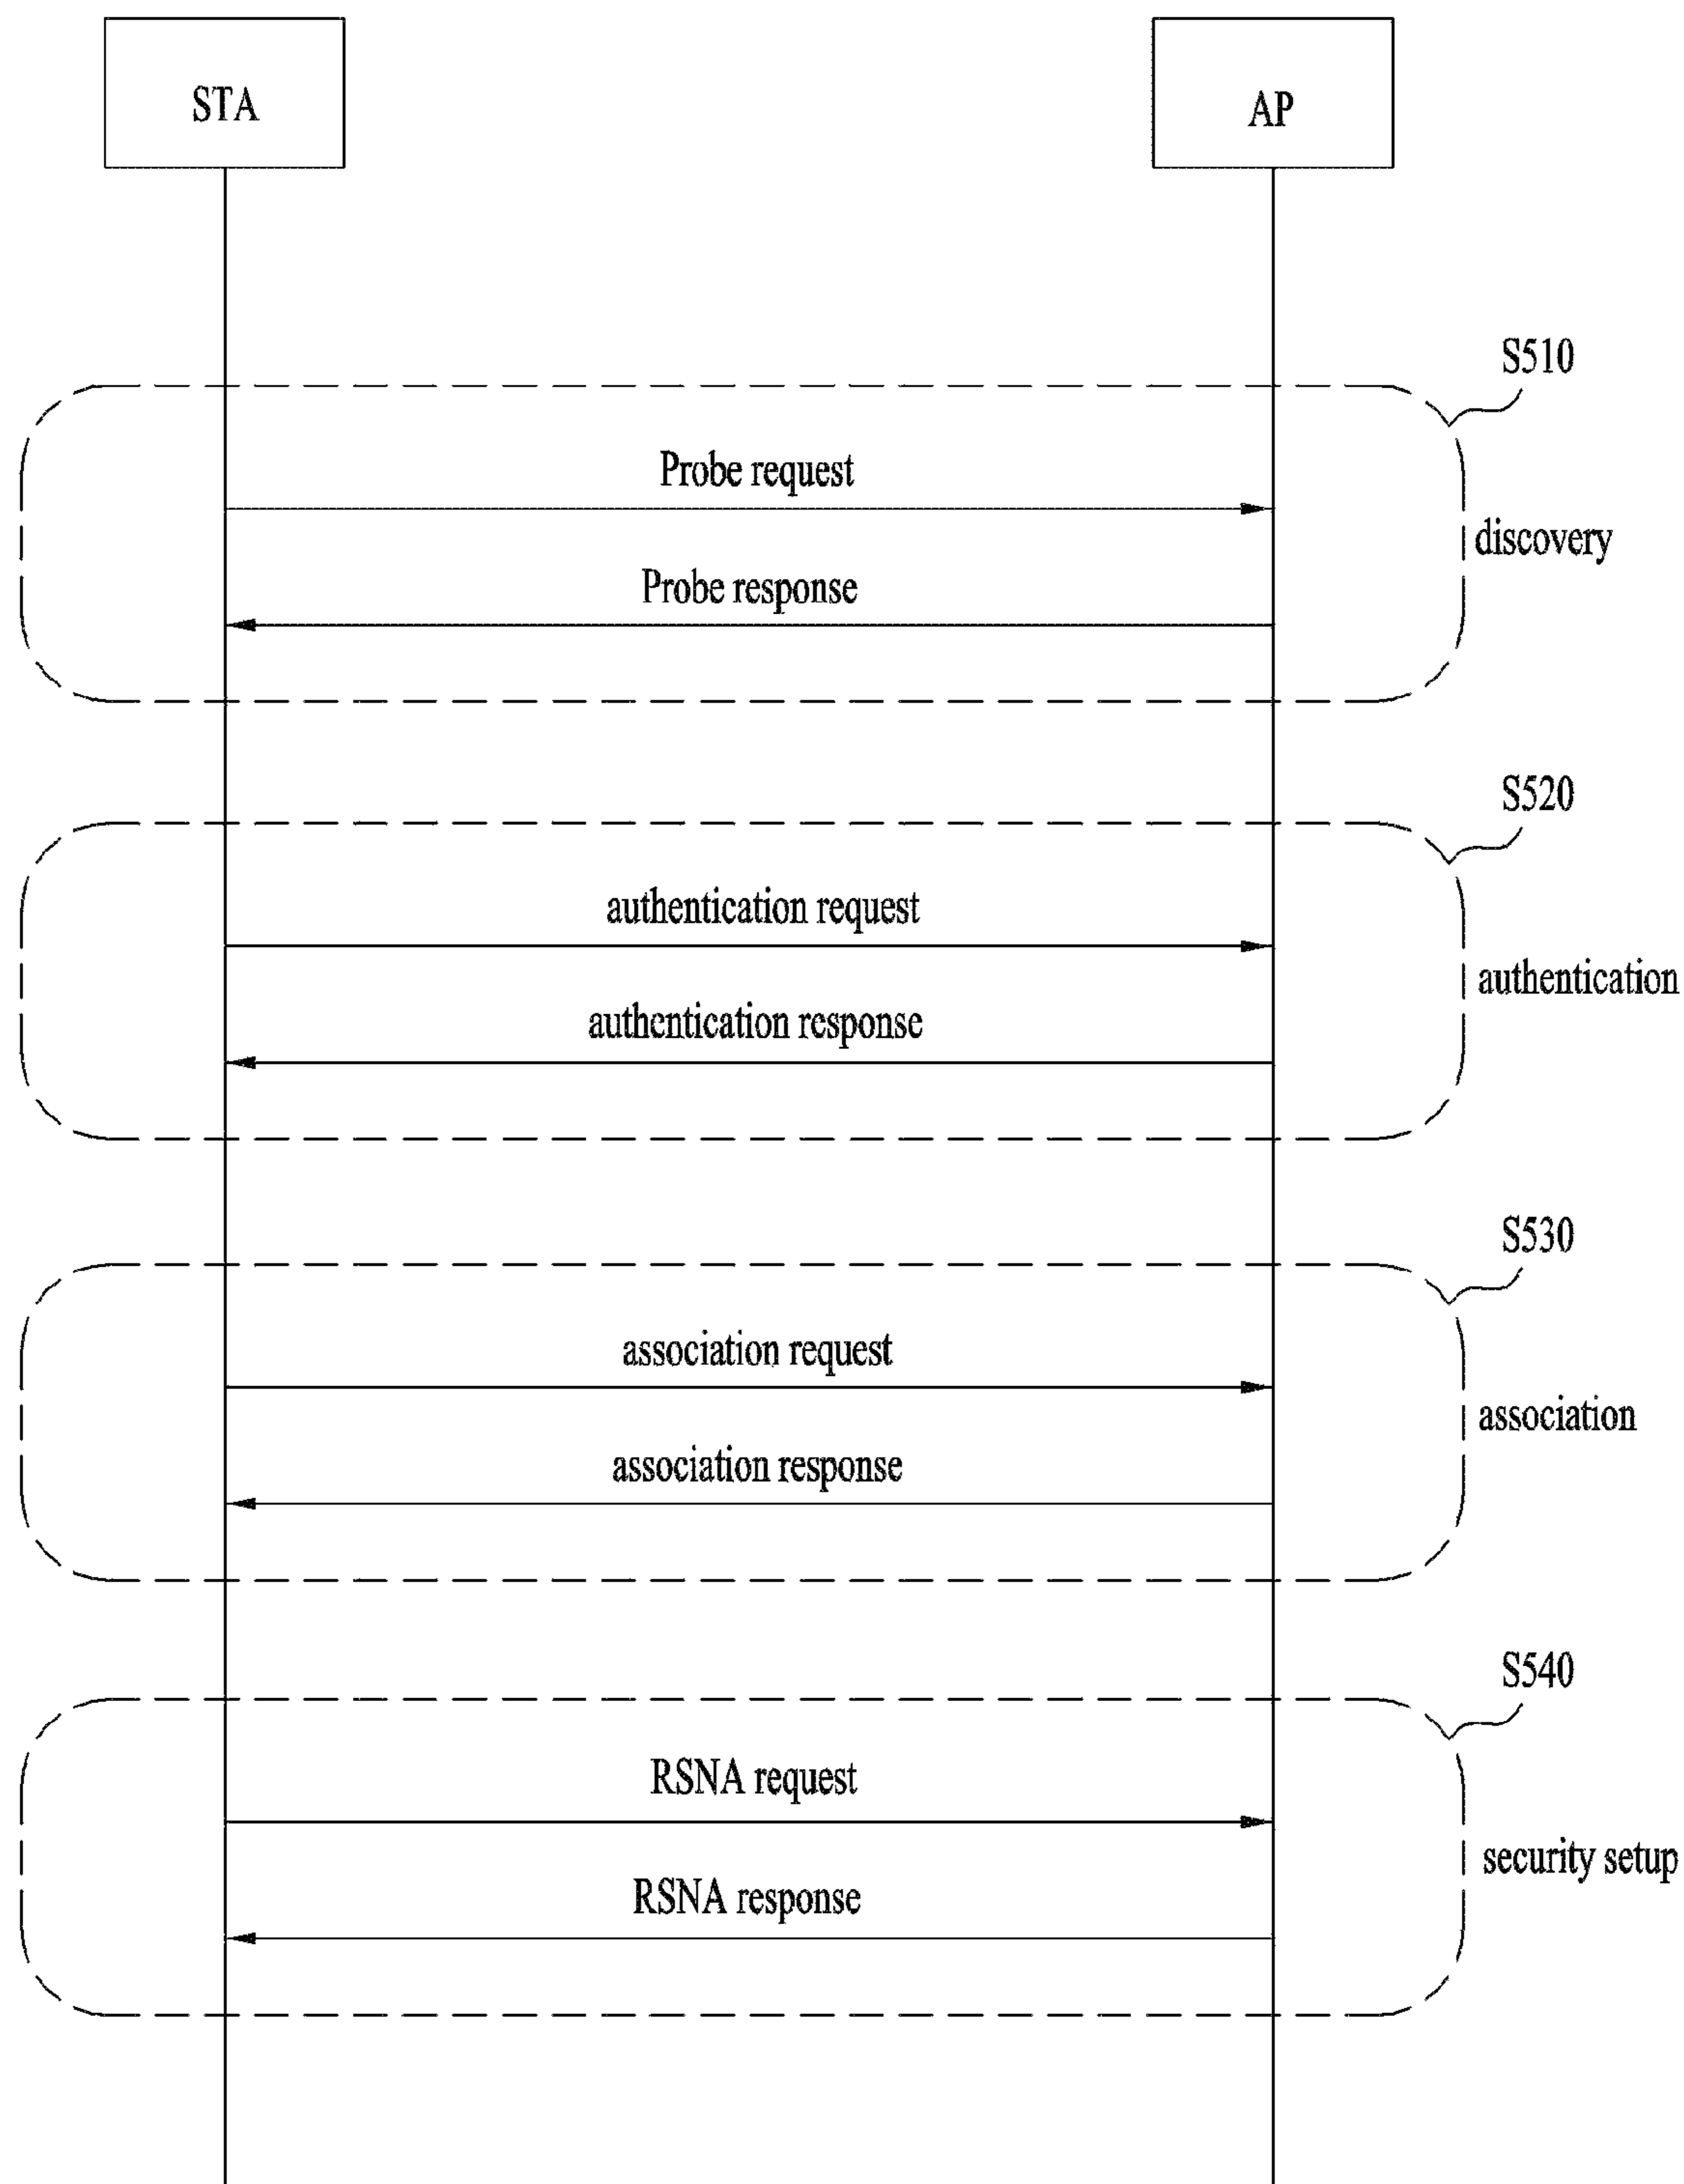 STA
AP
S510
Probe request
discovery
Probe response
S520
authentication request
authentication
authentication response
S530
association request
association
association response
S540
RSNA request
security setup
RSNA response